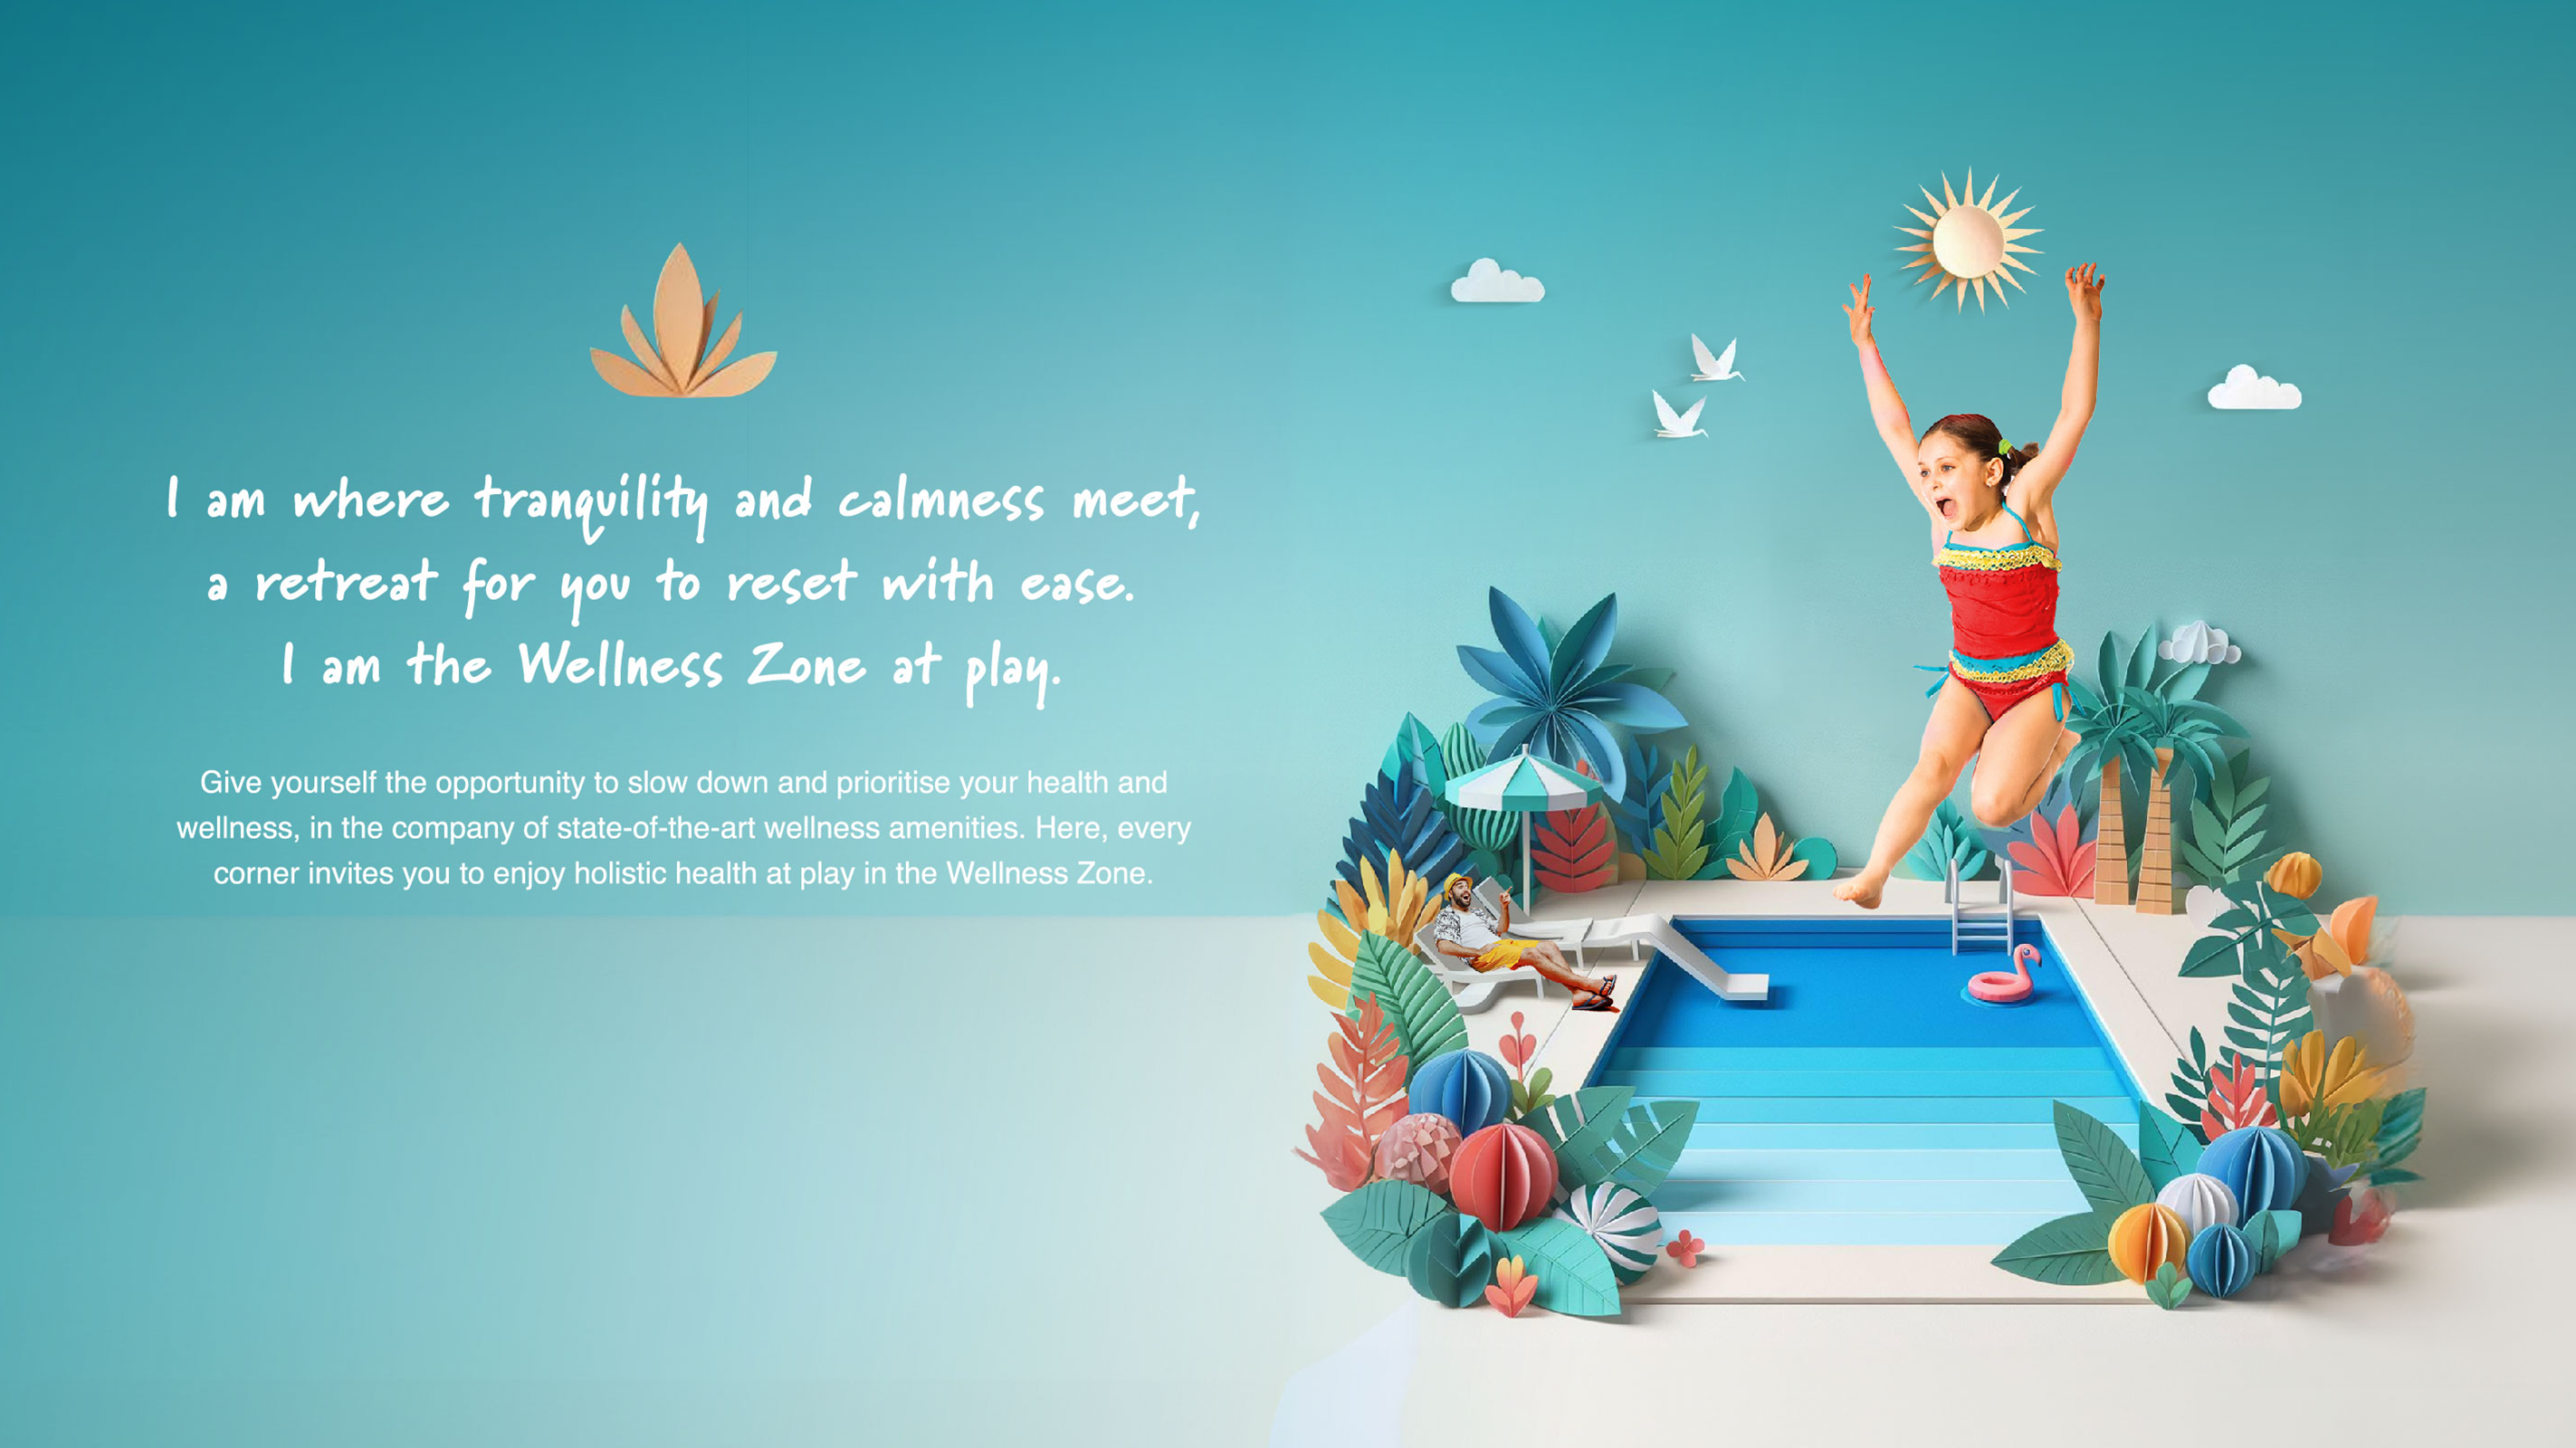 I am where tranquility and calmness meet,
a retreat for you to reset with ease.
I am the Wellness Zone at play.
Give yourself the opportunity to slow down and prioritise your health and
wellness, in the company of state-of-the-art wellness amenities. Here, every
corner invites you to enjoy holistic health at play in the Wellness Zone.